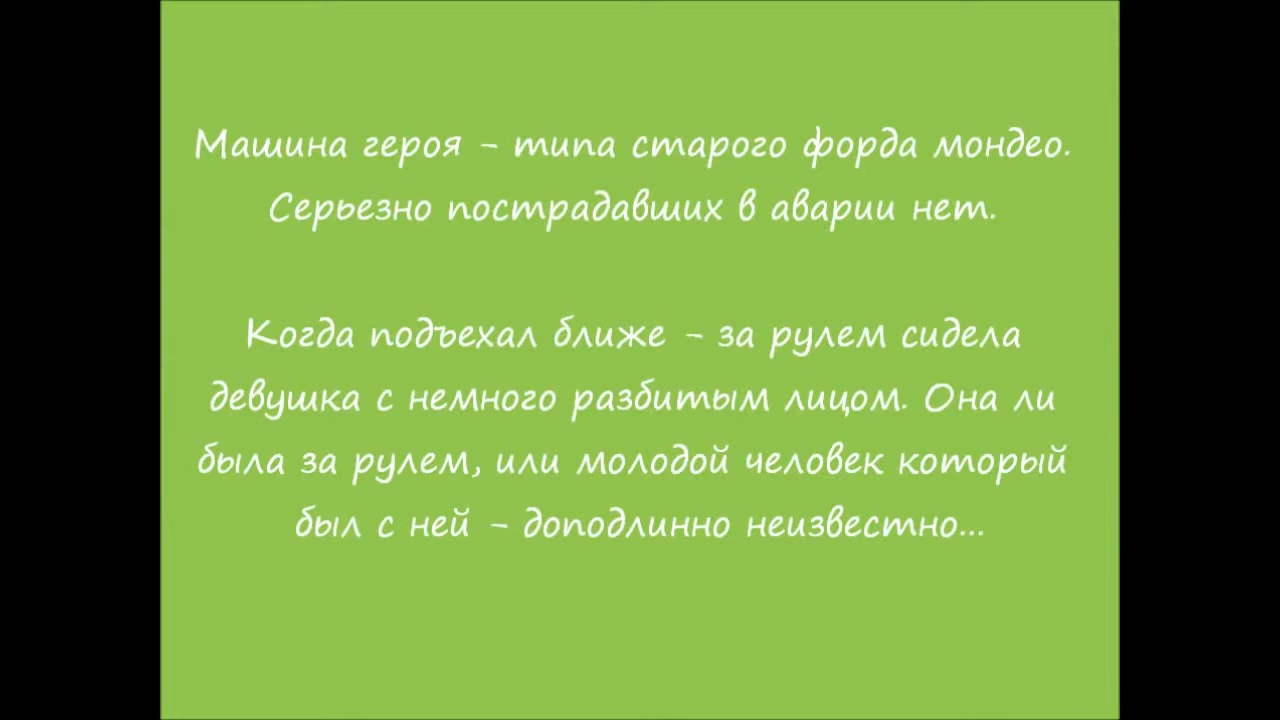 Машина героя - типа старого форда мондео.
Серьезно пострадавших в аварии нет.
Когда подъехал ближе - за рулем сидела
девушка с немного разбитым лицом. Она ли
была за рулем, или молодой человек который
был с ней - доподлинно неизвестно...